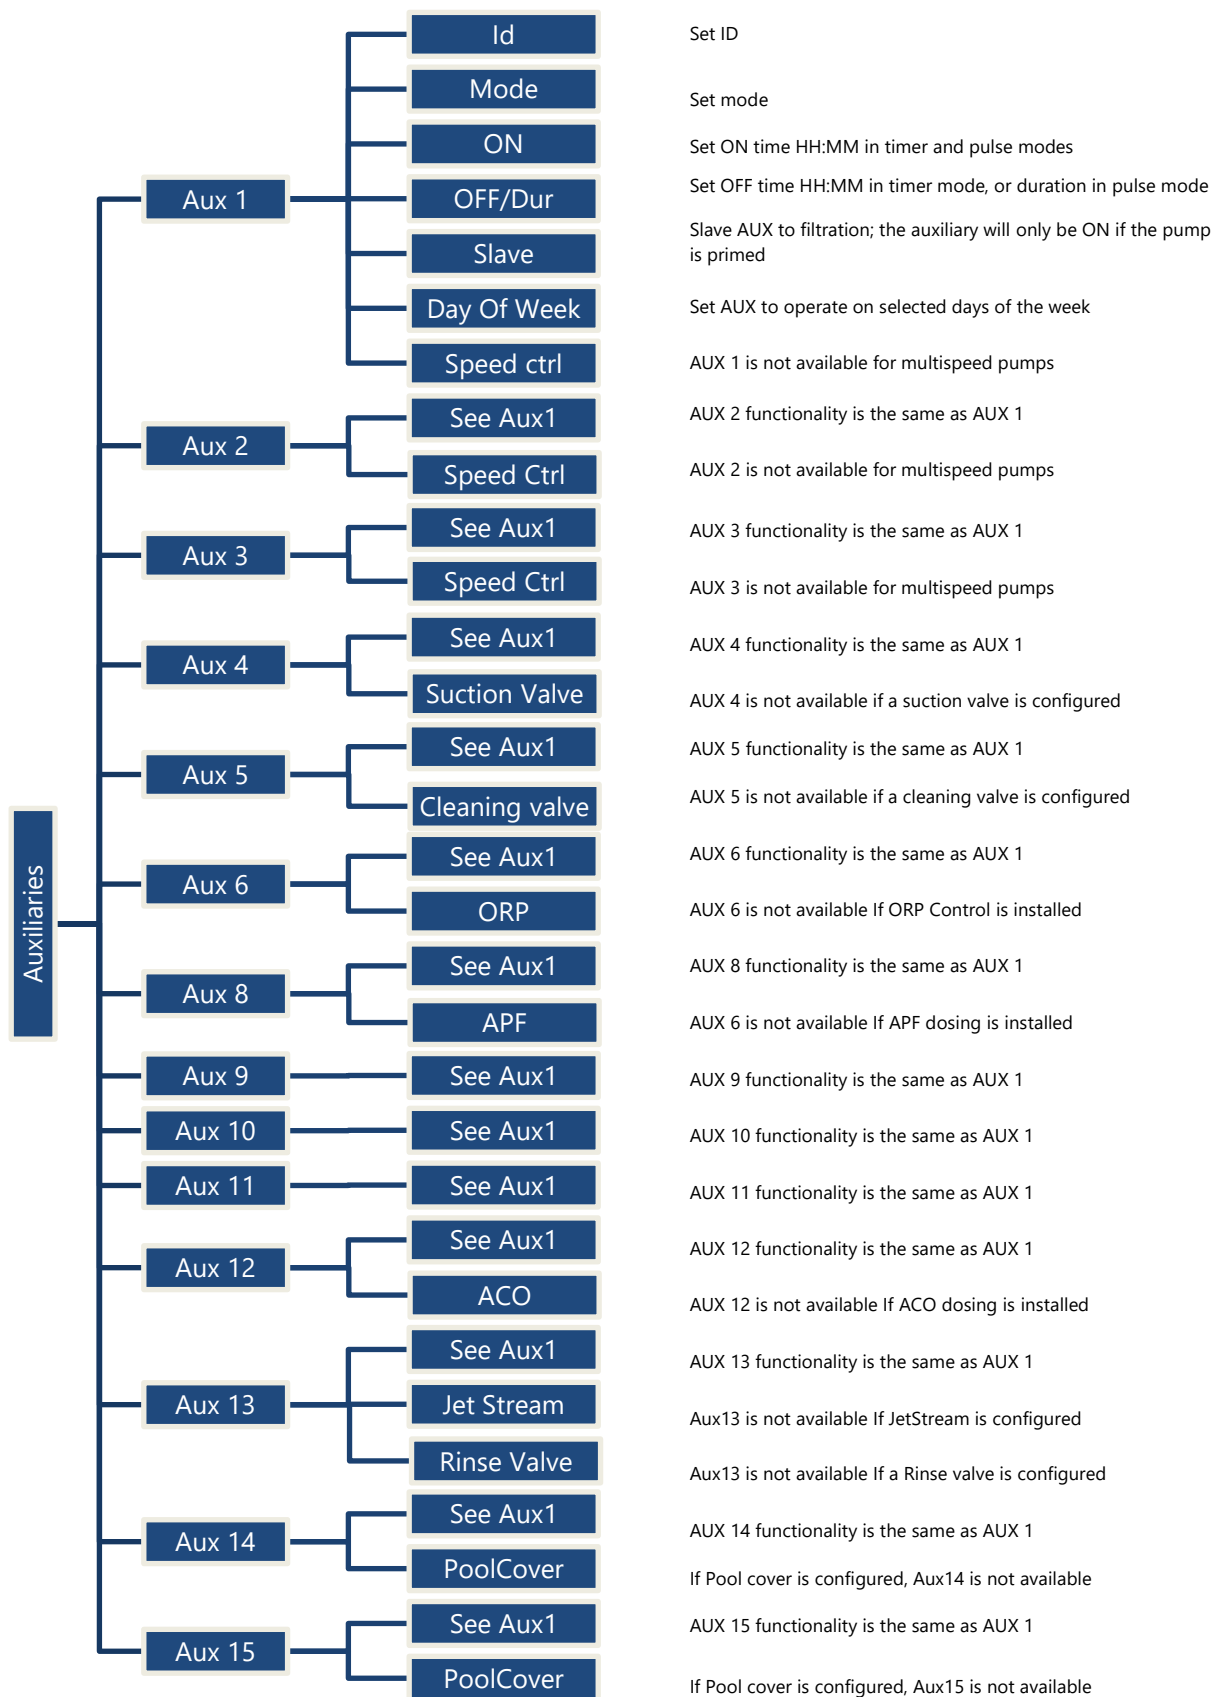 Auxiliaries
Aux 1
Id
Set ID
Mode
Set mode
ON
Set ON time HH:MM in timer and pulse modes
OFF/Dur
Set OFF time HH:MM in timer mode, or duration in pulse mode
Slave
Slave AUX to filtration; the auxiliary will only be ON if the pump
is primed
Day Of Week
Set AUX to operate on selected days of the week
Speed ctrl
AUX 1 is not available for multispeed pumps
Aux 2
See Aux1
AUX 2 functionality is the same as AUX 1
Speed Ctrl
AUX 2 is not available for multispeed pumps
Aux 3
See Aux1
AUX 3 functionality is the same as AUX 1
Speed Ctrl
AUX 3 is not available for multispeed pumps
Aux 4
See Aux1
AUX 4 functionality is the same as AUX 1
Suction Valve
AUX 4 is not available if a suction valve is configured
Aux 5
See Aux1
AUX 5 functionality is the same as AUX 1
Cleaning valve
AUX 5 is not available if a cleaning valve is configured
Aux 6
See Aux1
AUX 6 functionality is the same as AUX 1
ORP
AUX 6 is not available If ORP Control is installed
Aux 8
See Aux1
AUX 8 functionality is the same as AUX 1
APF
AUX 6 is not available If APF dosing is installed
Aux 9
See Aux1
AUX 9 functionality is the same as AUX 1
Aux 10
See Aux1
AUX 10 functionality is the same as AUX 1
Aux 11
See Aux1
AUX 11 functionality is the same as AUX 1
Aux 12
See Aux1
AUX 12 functionality is the same as AUX 1
ACO
AUX 12 is not available If ACO dosing is installed
Aux 13
See Aux1
AUX 13 functionality is the same as AUX 1
Jet Stream
Aux13 is not available If JetStream is configured
Rinse Valve
Aux13 is not available If a Rinse valve is configured
Aux 14
See Aux1
AUX 14 functionality is the same as AUX 1
PoolCover
If Pool cover is configured, Aux14 is not available
Aux 15
See Aux1
AUX 15 functionality is the same as AUX 1
PoolCover
If Pool cover is configured, Aux15 is not available